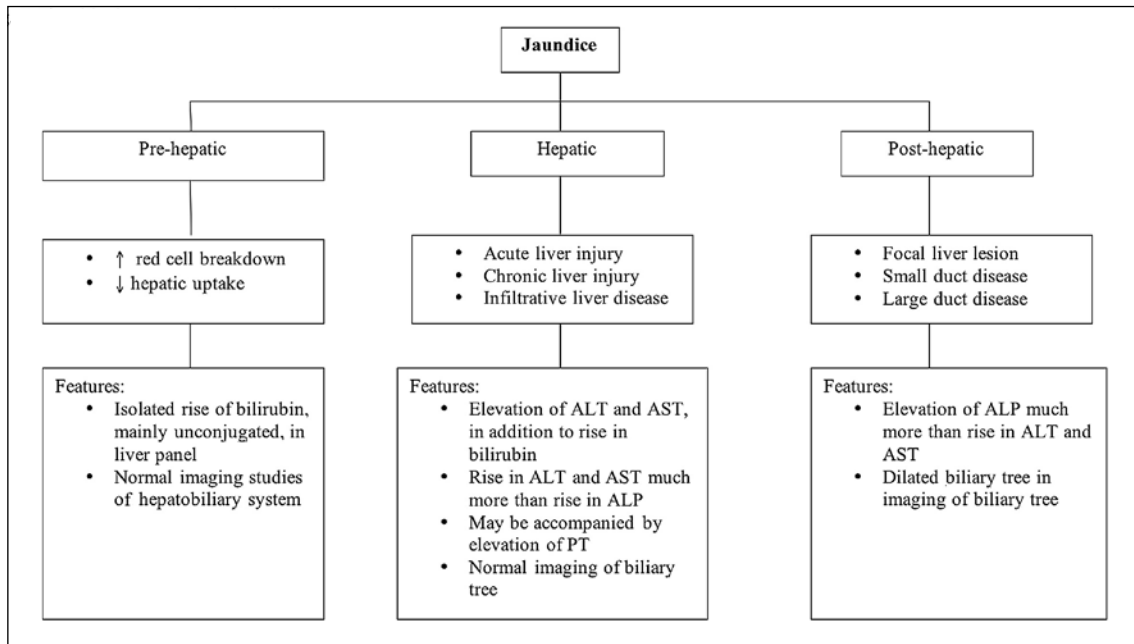 Jaundice
Pre-hepatic
Hepatic
Post-hepatic
• ↑ red cell breakdown
• ↓ hepatic uptake
• Acute liver injury
• Chronic liver injury
• Infiltrative liver disease
• Focal liver lesion
• Small duct disease
• Large duct disease
Features:
• Isolated rise of bilirubin,
mainly unconjugated, in
liver panel
• Normal imaging studies
of hepatobiliary system
Features:
• Elevation of ALT and AST,
in addition to rise in
bilirubin
• Rise in ALT and AST much
more than rise in ALP
• May be accompanied by
elevation of PT
• Normal imaging of biliary
tree
Features:
• Elevation of ALP much
more than rise in ALT and
AST
• Dilated biliary tree in
imaging of biliary tree